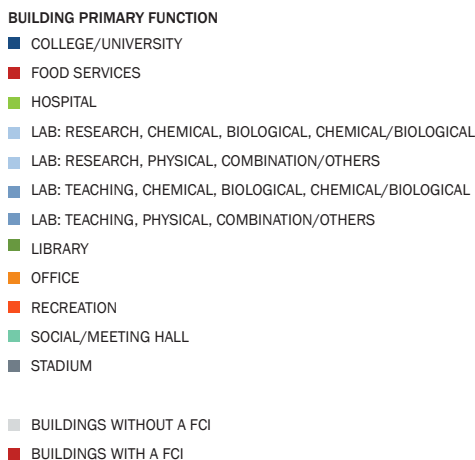 BUILDING PRIMARY FUNCTION
COLLEGE/UNIVERSITY
FOOD SERVICES
HOSPITAL
LAB: RESEARCH, CHEMICAL, BIOLOGICAL, CHEMICAL/BIOLOGICAL
LAB: RESEARCH, PHYSICAL, COMBINATION/OTHERS
LAB: TEACHING, CHEMICAL, BIOLOGICAL, CHEMICAL/BIOLOGICAL
LAB: TEACHING, PHYSICAL, COMBINATION/OTHERS
LIBRARY
OFFICE
RECREATION
SOCIAL/MEETING HALL
STADIUM
BUILDINGS WITHOUT A FCI
BUILDINGS WITH A FCI